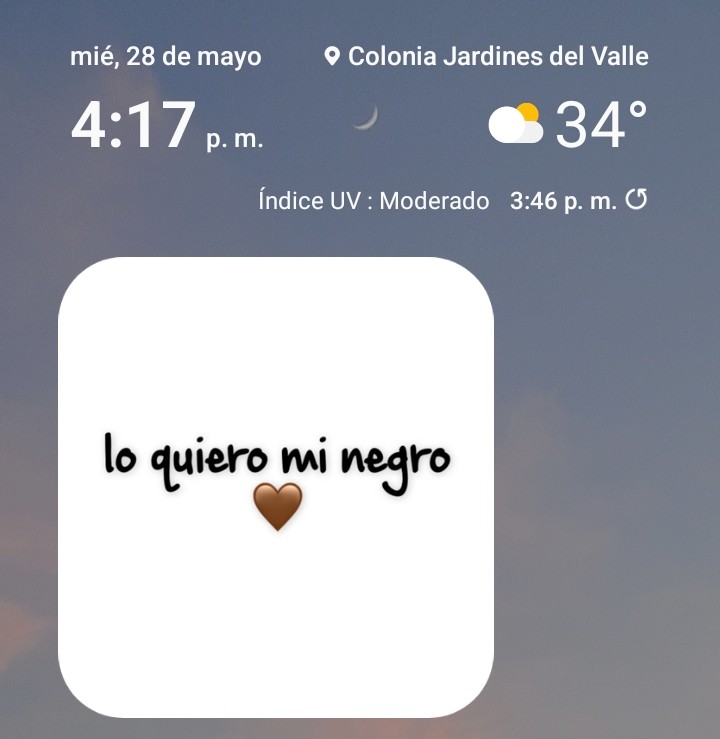 mié, 28 de mayo
Colonia Jardines del Valle
4:17 p. m.
34°
Índice UV : Moderado 3:46 p. m.
lo quiero mi negro
🤎